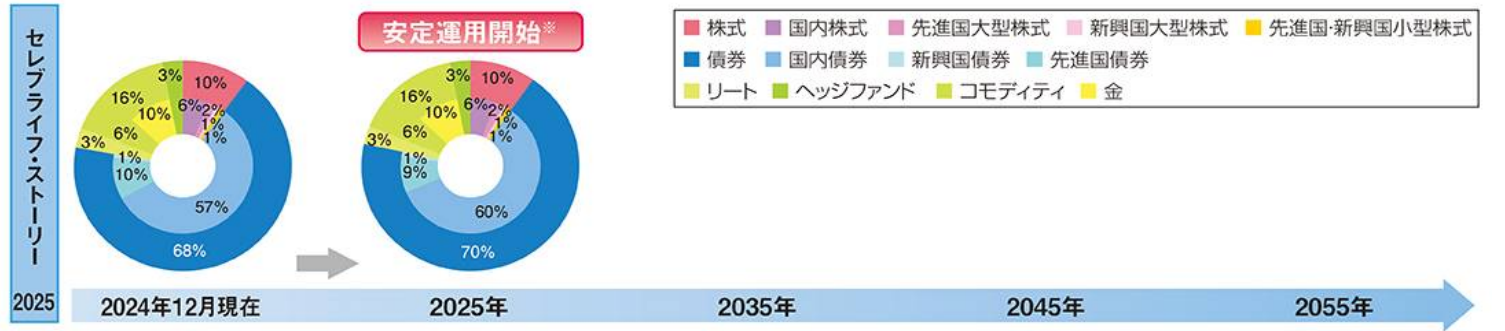 セレブライフ・ストーリー
2025
安定運用開始※
株式 国内株式 先進国大型株式 新興国大型株式 先進国・新興国小型株式
債券 国内債券 新興国債券 先進国債券
リート ヘッジファンド コモディティ 金
3% 10%
16% 6% 2%
10% 1%
6% 1%
3%
1%
10%
57%
68%
3% 10%
16% 6% 2%
10% 1%
6% 1%
3%
1%
9%
60%
70%
2024年12月現在 2025年 2035年 2045年 2055年